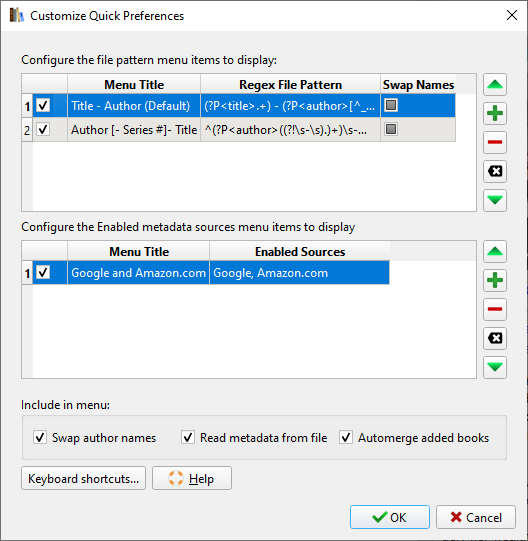 Customize Quick Preferences
Configure the file pattern menu items to display:
Menu Title Regex File Pattern Swap Names
1 Title - Author (Default) (?P<title>.+) - (?P<author>[^_...
2 Author [- Series #]- Title ^(?P<author>((?!\s-\s).)+)\s-...
Configure the Enabled metadata sources menu items to display
Menu Title Enabled Sources
1 Google and Amazon.com Google, Amazon.com
Include in menu:
Swap author names Read metadata from file Automerge added books
Keyboard shortcuts... Help
OK Cancel